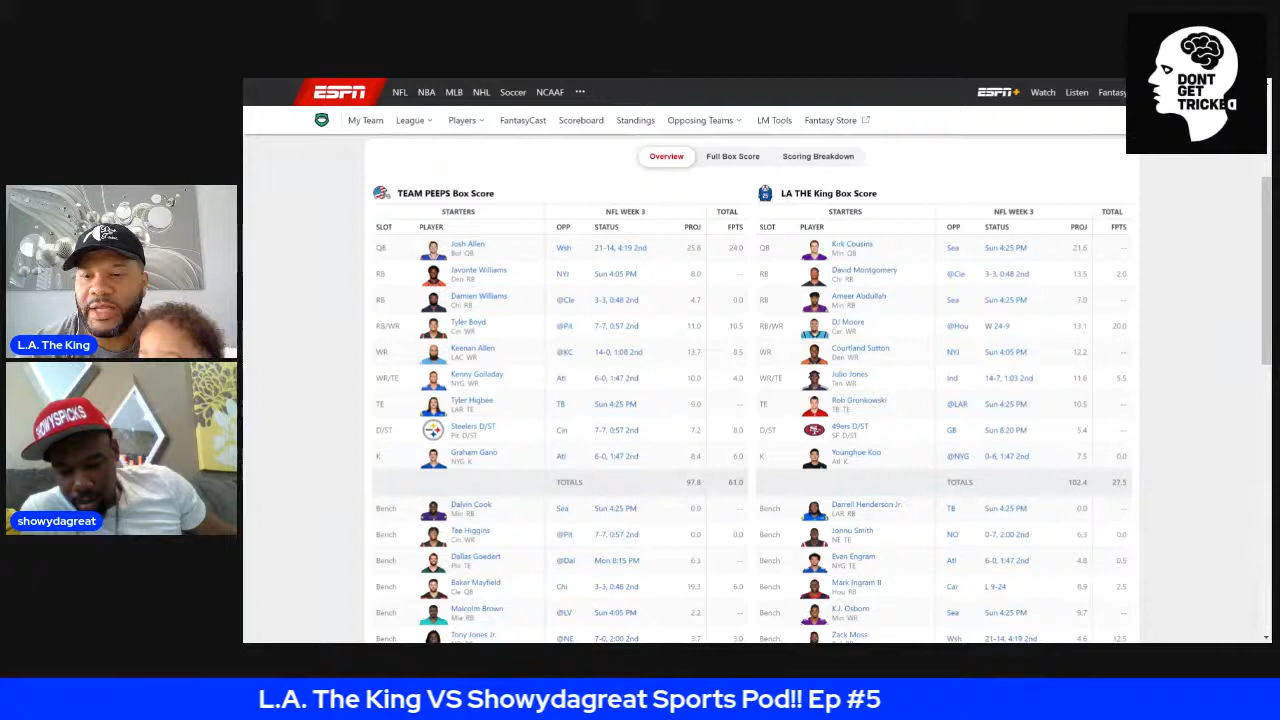 DONT
GET
TRICKED
ESPN NFL NBA MLB NHL Soccer NCAAF ••• ESPN+ Watch Listen Fantasy
My Team League Players FantasyCast Scoreboard Standings Opposing Teams LM Tools Fantasy Store
Overview Full Box Score Scoring Breakdown
TEAM PEEPS Box Score
STARTERS NFL WEEK 3 TOTAL
SLOT PLAYER OPP STATUS PROJ FPTS
QB Josh Allen Buf QB Wsh 21-14, 4:19 2nd 25.8 24.0
RB Javonte Williams Den RB NYJ Sun 4:05 PM 8.0 --
RB Damien Williams Chi RB @Cle 3-3, 0:48 2nd 4.7 0.0
RB/WR Tyler Boyd Cin WR @Pit 7-7, 0:57 2nd 11.0 10.5
WR Keenan Allen LAC WR @KC 14-0, 1:08 2nd 13.7 8.5
WR/TE Kenny Golladay NYG WR Atl 6-0, 1:47 2nd 10.0 4.0
TE Tyler Higbee LAR TE TB Sun 4:25 PM 9.0 --
D/ST Steelers D/ST Pit D/ST Cin 7-7, 0:57 2nd 7.2 8.0
K Graham Gano NYG K Atl 6-0, 1:47 2nd 8.4 6.0
TOTALS 97.8 61.0
Bench Dalvin Cook Min RB Sea Sun 4:25 PM 0.0 --
Bench Tee Higgins Cin WR @Pit 7-7, 0:57 2nd 0.0 0.0
Bench Dallas Goedert Phi TE @Dal Mon 8:15 PM 6.3 --
Bench Baker Mayfield Cle QB Chi 3-3, 0:48 2nd 19.3 6.0
Bench Malcolm Brown Mia RB @LV Sun 4:05 PM 2.2 --
Bench Tony Jones Jr. @NE 7-0, 2:00 2nd 3.7 3.0
LA THE King Box Score
STARTERS NFL WEEK 3 TOTAL
SLOT PLAYER OPP STATUS PROJ FPTS
QB Kirk Cousins Min QB Sea Sun 4:25 PM 21.6 --
RB David Montgomery Chi RB @Cle 3-3, 0:48 2nd 13.5 2.0
RB Ameer Abdullah Min RB Sea Sun 4:25 PM 7.0 --
RB/WR DJ Moore Car WR @Hou W 24-9 13.1 20.0
WR Courtland Sutton Den WR NYJ Sun 4:05 PM 12.2 --
WR/TE Julio Jones Ten WR Ind 14-7, 1:03 2nd 11.6 5.5
TE Rob Gronkowski TB TE @LAR Sun 4:25 PM 10.5 --
D/ST 49ers D/ST SF D/ST GB Sun 8:20 PM 5.4 --
K Younghoe Koo Atl K @NYG 0-6, 1:47 2nd 7.5 0.0
TOTALS 102.4 27.5
Bench Darrell Henderson Jr. LAR RB TB Sun 4:25 PM 0.0 --
Bench Jonnu Smith NE TE NO 0-7, 2:00 2nd 6.3 0.0
Bench Evan Engram NYG TE Atl 6-0, 1:47 2nd 4.8 0.5
Bench Mark Ingram II Hou RB Car L 9-24 8.9 2.5
Bench K.J. Osborn Min WR Sea Sun 4:25 PM 9.7 --
Bench Zack Moss Wsh 21-14, 4:19 2nd 4.6 12.5
L.A. The King
SHOWYSPICKS
showydagreat
L.A. The King VS Showydagreat Sports Pod!! Ep #5